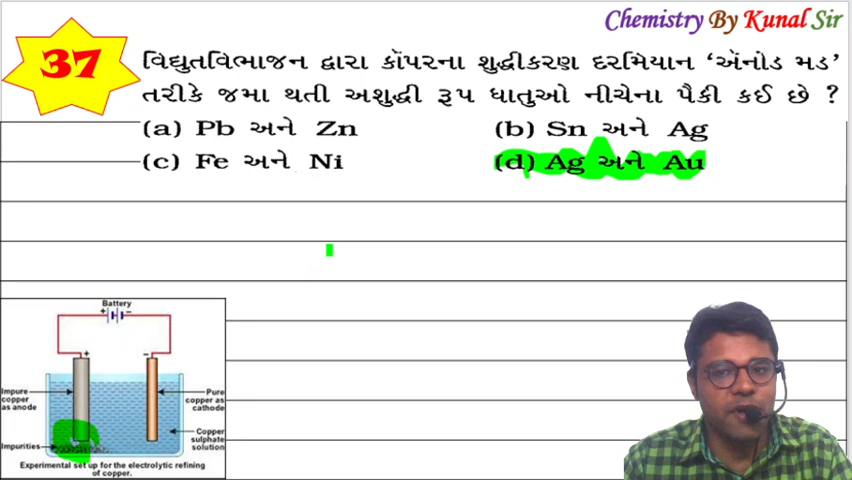 Chemistry By Kunal Sir
37
વિદ્યુતવિભાજન દ્વારા કૉપરના શુદ્ધીકરણ દરમિયાન ‘ઍનોડ મડ’
તરીકે જમા થતી અશુદ્ધી રૂપ ધાતુઓ નીચેના પૈકી કઈ છે ?
(a) Pb અને Zn
(b) Sn અને Ag
(c) Fe અને Ni
(d) Ag અને Au
Battery
+ −
+ −
Impure
copper
as anode
Pure
copper as
cathode
Copper
sulphate
solution
Impurities
Experimental set up for the electrolytic refining
of copper.